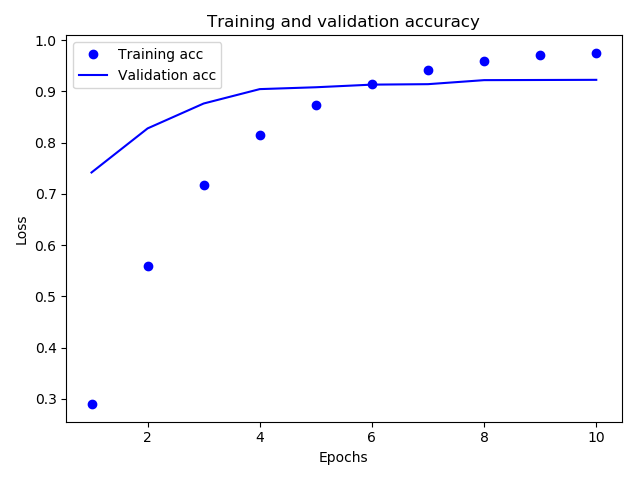 Training and validation accuracy
Training acc
Validation acc
1.0
0.9
0.8
0.7
0.6
0.5
0.4
0.3
Loss
2 4 6 8 10
Epochs